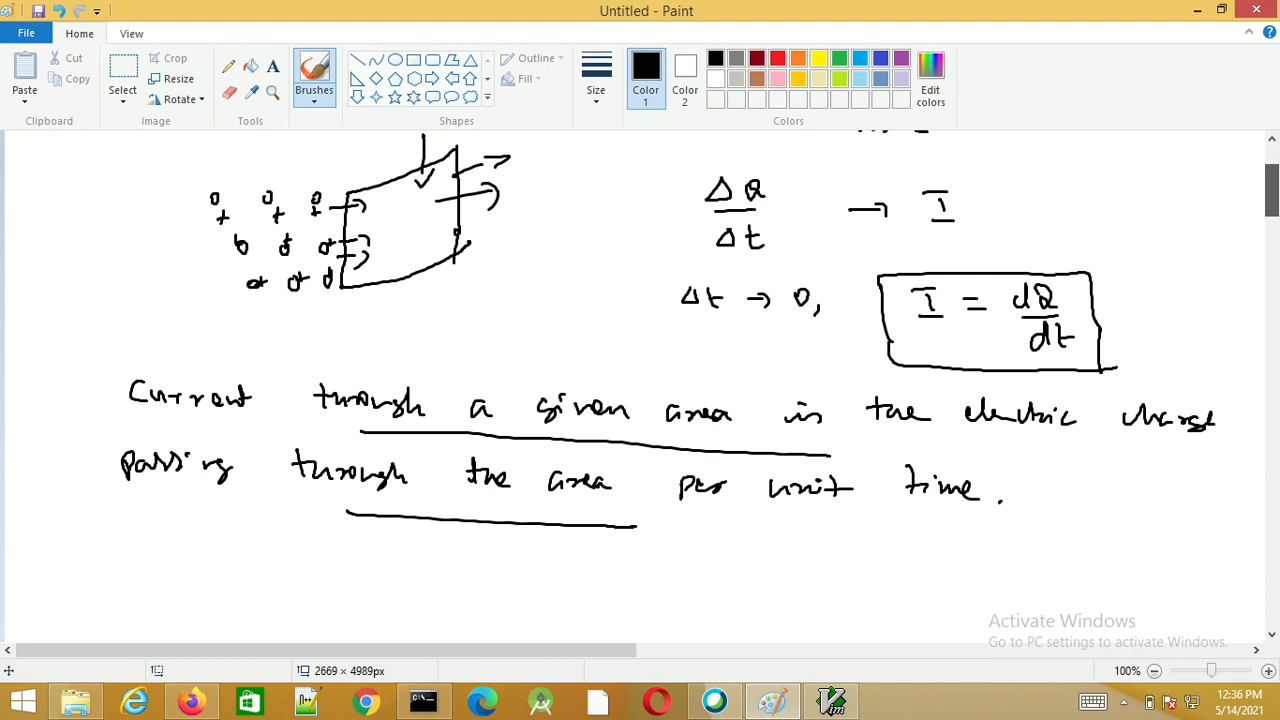 Untitled - Paint
File Home View
Paste Cut Copy Clipboard
Select Crop Resize Rotate Image
Tools
Brushes
Shapes Outline Fill
Size
Color 1 Color 2 Edit colors Colors
ΔQ/Δt → I
Δt → 0, I = dQ/dt
Current through a given area is the electric charge
passing through the area per unit time.
Activate Windows
Go to PC settings to activate Windows.
2669 × 4989px 100%
12:36 PM
5/14/2021